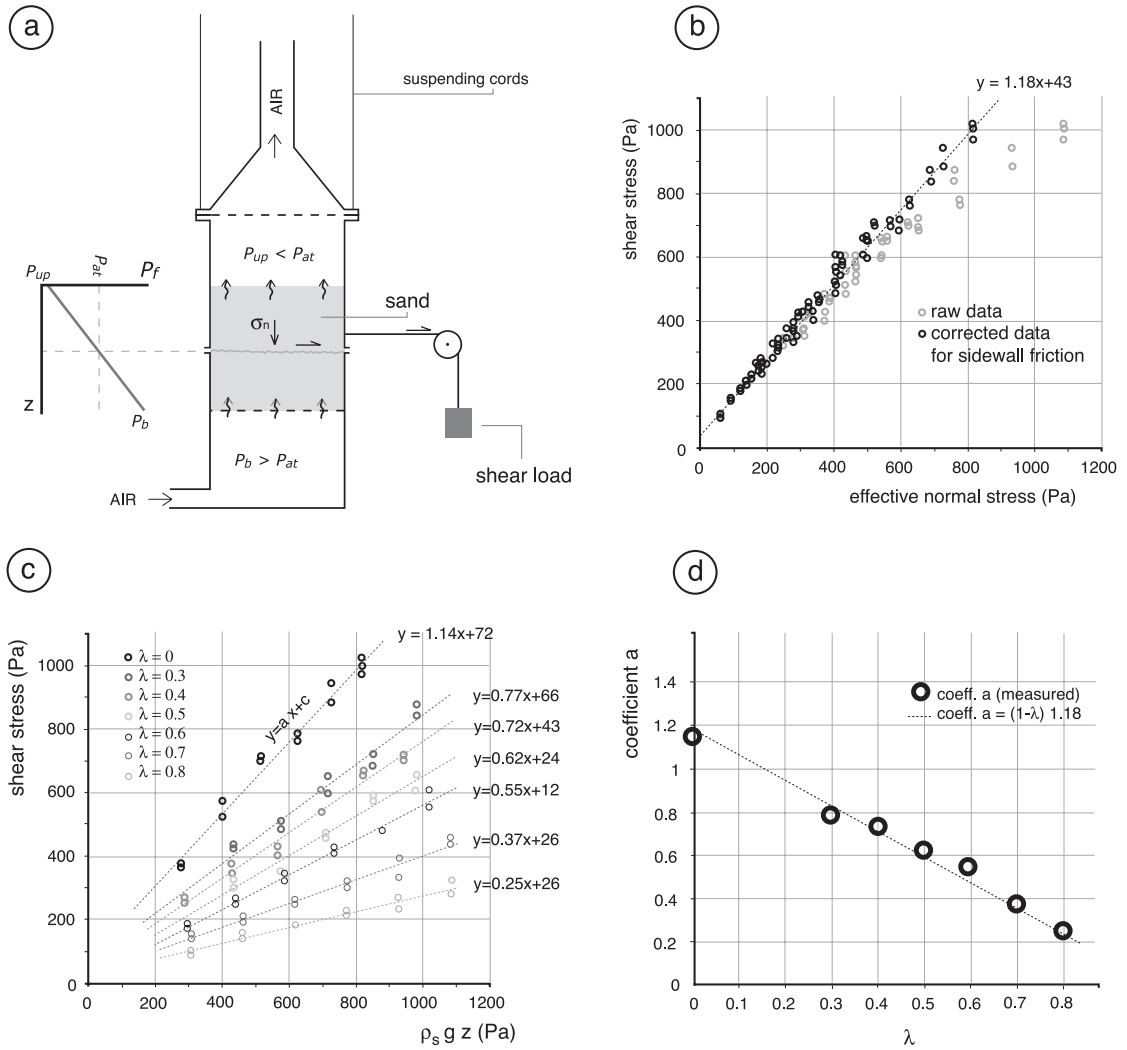 a
suspending cords
AIR
P_up < P_at
P_up
P_at
P_f
sand
σn
z
P_b
P_b > P_at
shear load
AIR
b
y = 1.18x+43
shear stress (Pa)
1000
800
600
400
200
0
raw data
corrected data
for sidewall friction
0 200 400 600 800 1000 1200
effective normal stress (Pa)
c
shear stress (Pa)
1000
800
600
400
200
0
λ = 0
λ = 0.3
λ = 0.4
λ = 0.5
λ = 0.6
λ = 0.7
λ = 0.8
y=a x+c
y = 1.14x+72
y=0.77x+66
y=0.72x+43
y=0.62x+24
y=0.55x+12
y=0.37x+26
y=0.25x+26
0 200 400 600 800 1000 1200
ρs g z (Pa)
d
coefficient a
1.4
1.2
1
0.8
0.6
0.4
0.2
0
coeff. a (measured)
coeff. a = (1-λ) 1.18
0 0.1 0.2 0.3 0.4 0.5 0.6 0.7 0.8
λ